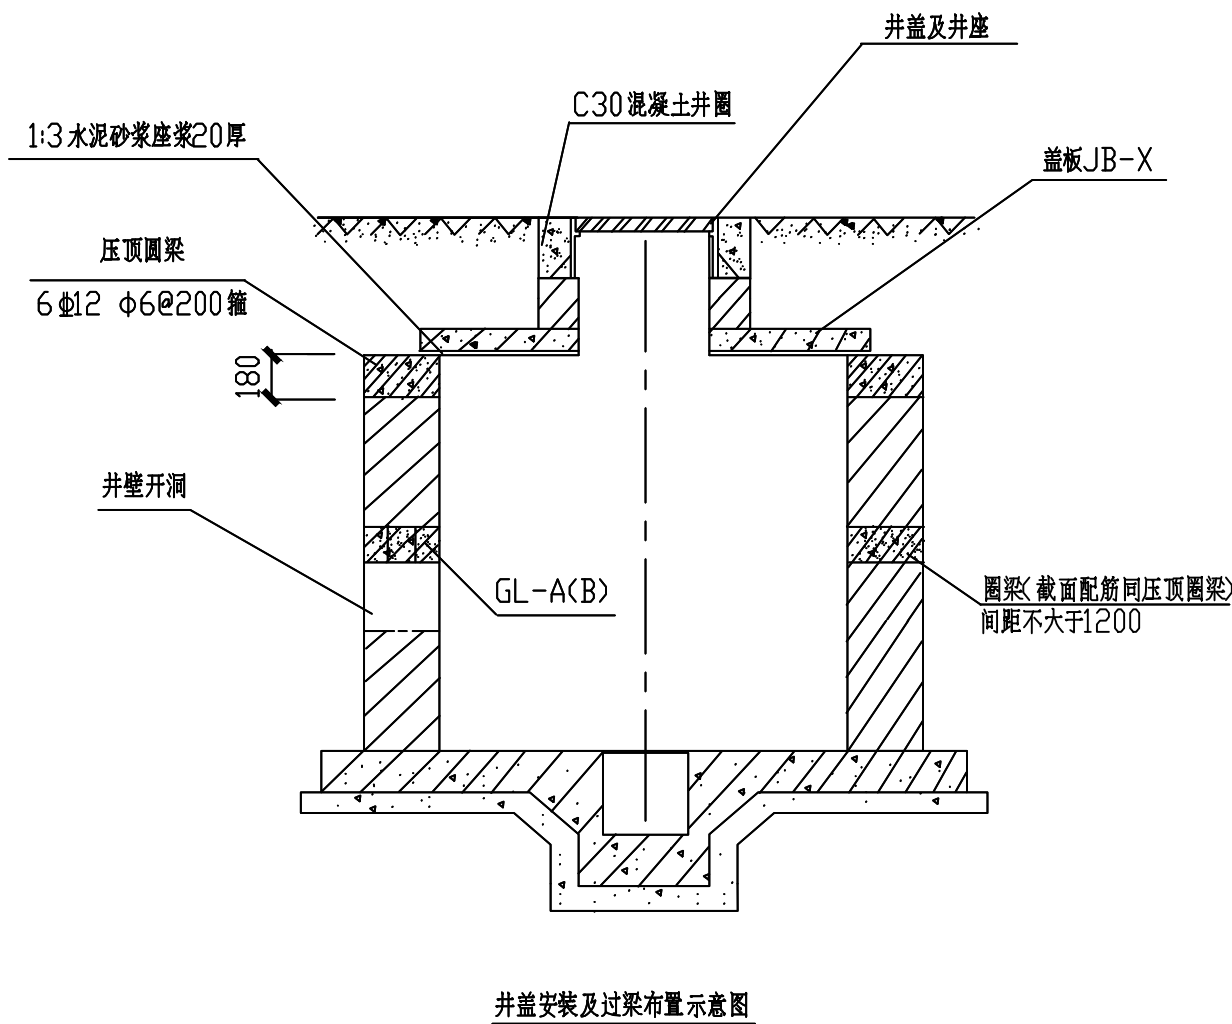 井盖及井座
C30混凝土井圈
1:3水泥砂浆座浆20厚
盖板JB-X
压顶圆梁
6⌽12 ϕ6@200箍
180
井壁开洞
GL-A(B)
圈梁(截面配筋同压顶圈梁)
间距不大于1200
井盖安装及过梁布置示意图